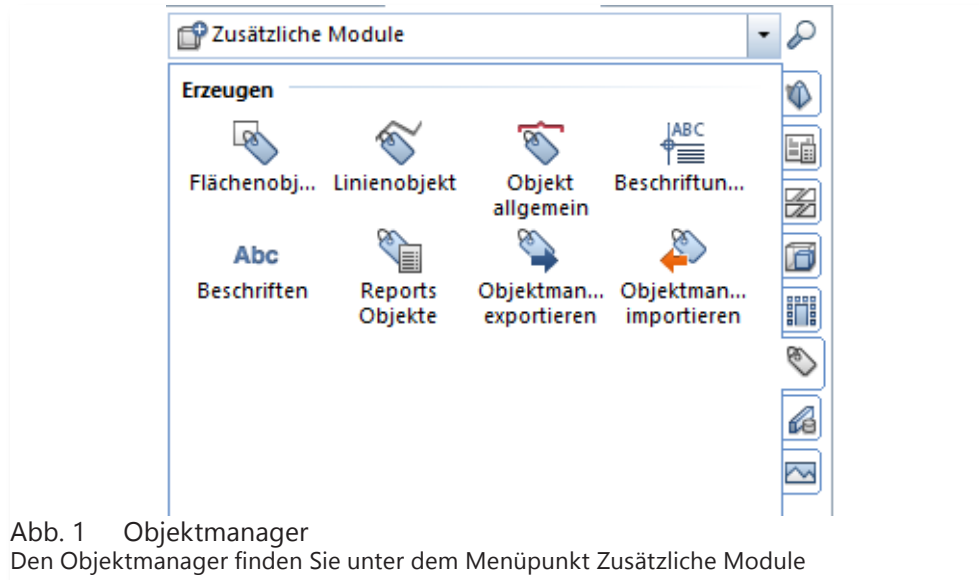 Zusätzliche Module
Erzeugen
Flächenobj... Linienobjekt Objekt allgemein Beschriftun...
ABC
Abc
Beschriften Reports Objekte Objektman... exportieren Objektman... importieren
Abb. 1 Objektmanager
Den Objektmanager finden Sie unter dem Menüpunkt Zusätzliche Module